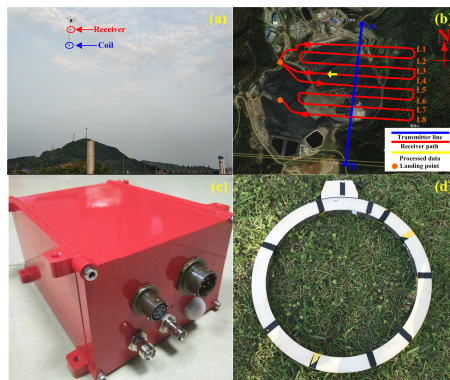 (a)
Receiver
Coil
(b)
A
N
L1
L2
L3
L4
L5
L6
L7
L8
Transmitter line
Receiver path
Processed data
Landing point
(c)
(d)